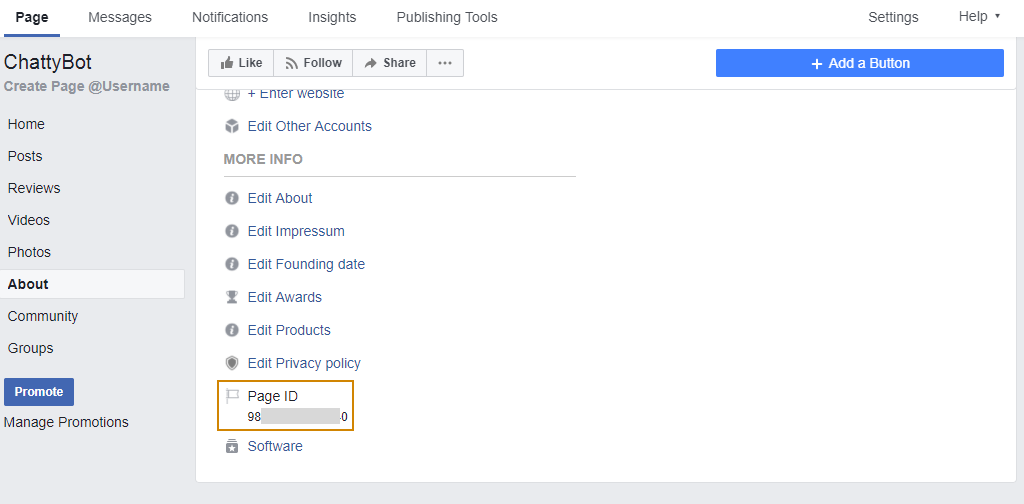 Page Messages Notifications Insights Publishing Tools Settings Help
ChattyBot
Create Page @Username
Home
Posts
Reviews
Videos
Photos
About
Community
Groups
Promote
Manage Promotions
Like Follow Share ... + Add a Button
+ Enter website
Edit Other Accounts
MORE INFO
Edit About
Edit Impressum
Edit Founding date
Edit Awards
Edit Products
Edit Privacy policy
Page ID
98 0
Software